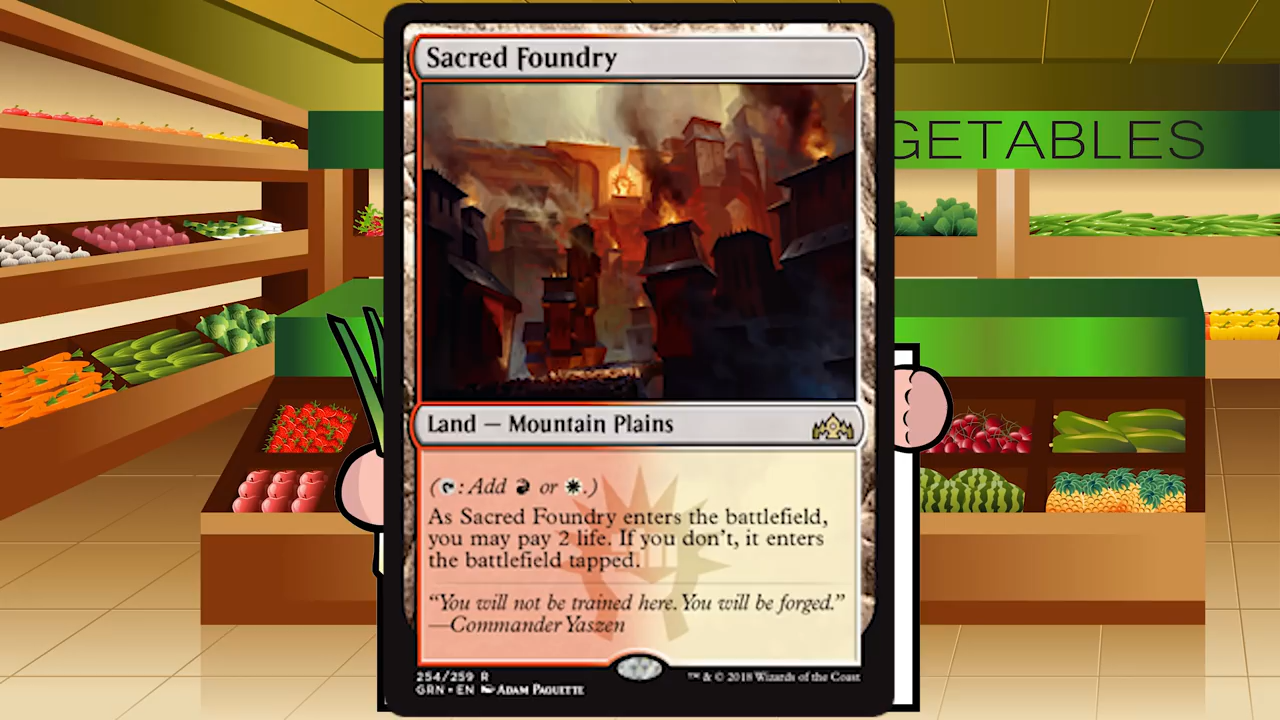 Sacred Foundry
GETABLES
Land — Mountain Plains
(: Add or .)
As Sacred Foundry enters the battlefield,
you may pay 2 life. If you don't, it enters
the battlefield tapped.
"You will not be trained here. You will be forged."
—Commander Yaszen
254/259 R
GRN • EN ADAM PAQUETTE
™ & © 2018 Wizards of the Coast